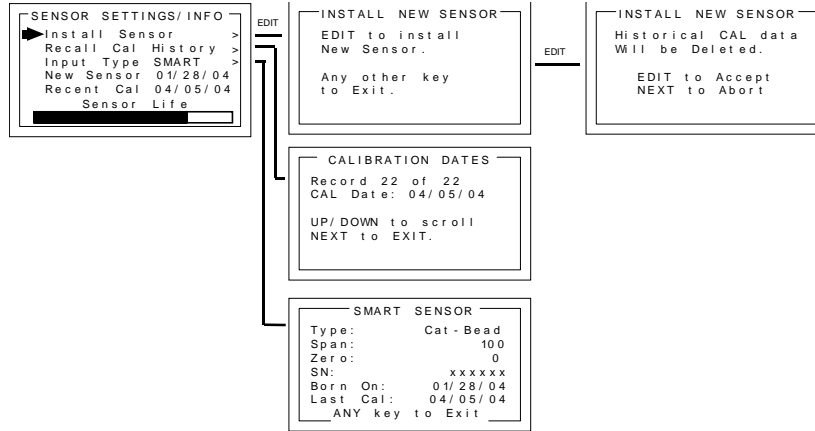 SENSOR SETTINGS/INFO
Install Sensor >
Recall Cal History >
Input Type SMART >
New Sensor 01/28/04
Recent Cal 04/05/04
Sensor Life
EDIT
INSTALL NEW SENSOR
EDIT to install
New Sensor.
Any other key
to Exit.
EDIT
INSTALL NEW SENSOR
Historical CAL data
Will be Deleted.
EDIT to Accept
NEXT to Abort
CALIBRATION DATES
Record 22 of 22
CAL Date: 04/05/04
UP/DOWN to scroll
NEXT to EXIT.
SMART SENSOR
Type: Cat-Bead
Span: 100
Zero: 0
SN: xxxxxx
Born On: 01/28/04
Last Cal: 04/05/04
ANY key to Exit